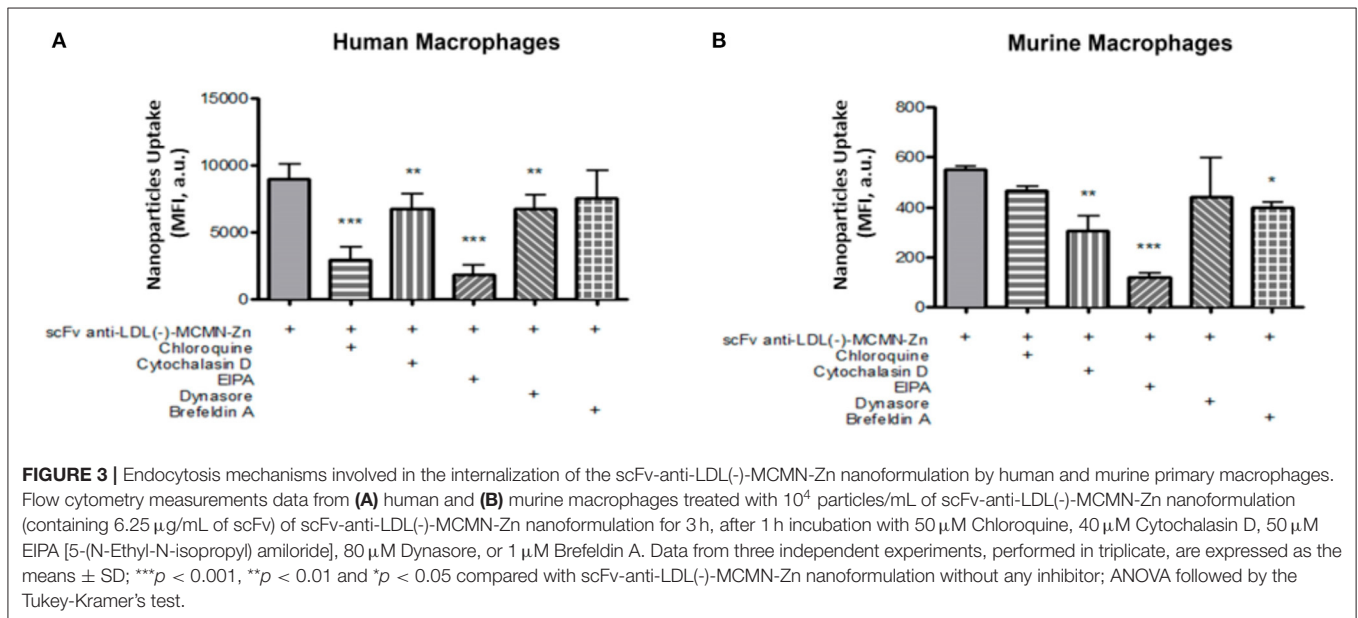 A
Human Macrophages
Nanoparticles Uptake
(MFI, a.u.)
15000
10000
5000
0
***
**
***
**
scFv anti-LDL(-)-MCMN-Zn + + + + + +
Chloroquine +
Cytochalasin D +
EIPA +
Dynasore +
Brefeldin A +
B
Murine Macrophages
Nanoparticles Uptake
(MFI, a.u.)
800
600
400
200
0
**
***
*
scFv anti-LDL(-)-MCMN-Zn + + + + + +
Chloroquine +
Cytochalasin D +
EIPA +
Dynasore +
Brefeldin A +
FIGURE 3 | Endocytosis mechanisms involved in the internalization of the scFv-anti-LDL(-)-MCMN-Zn nanoformulation by human and murine primary macrophages.
Flow cytometry measurements data from (A) human and (B) murine macrophages treated with 10⁴ particles/mL of scFv-anti-LDL(-)-MCMN-Zn nanoformulation
(containing 6.25 μg/mL of scFv) of scFv-anti-LDL(-)-MCMN-Zn nanoformulation for 3 h, after 1 h incubation with 50 μM Chloroquine, 40 μM Cytochalasin D, 50 μM
EIPA [5-(N-Ethyl-N-isopropyl) amiloride], 80 μM Dynasore, or 1 μM Brefeldin A. Data from three independent experiments, performed in triplicate, are expressed as the
means ± SD; ***p < 0.001, **p < 0.01 and *p < 0.05 compared with scFv-anti-LDL(-)-MCMN-Zn nanoformulation without any inhibitor; ANOVA followed by the
Tukey-Kramer's test.